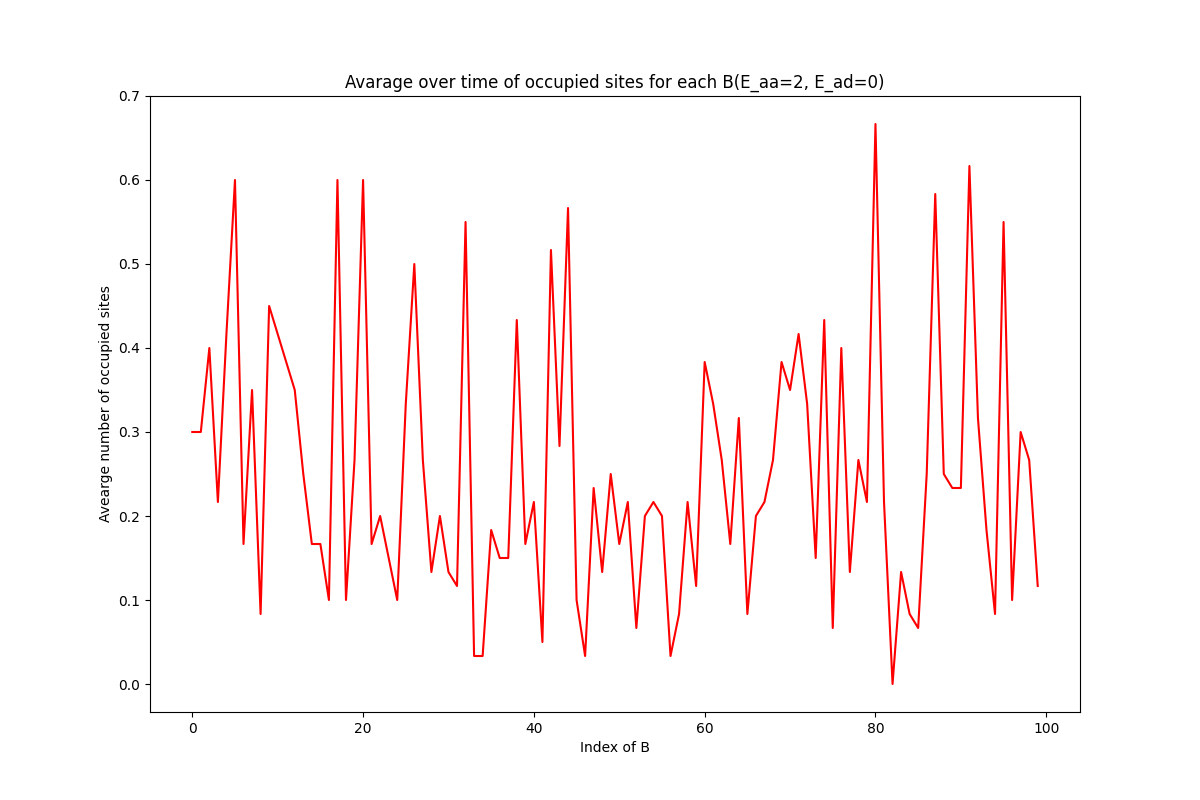 Avarage over time of occupied sites for each B(E_aa=2, E_ad=0)
0.7
0.6
0.5
0.4
0.3
0.2
0.1
0.0
Avearge number of occupied sites
0 20 40 60 80 100
Index of B